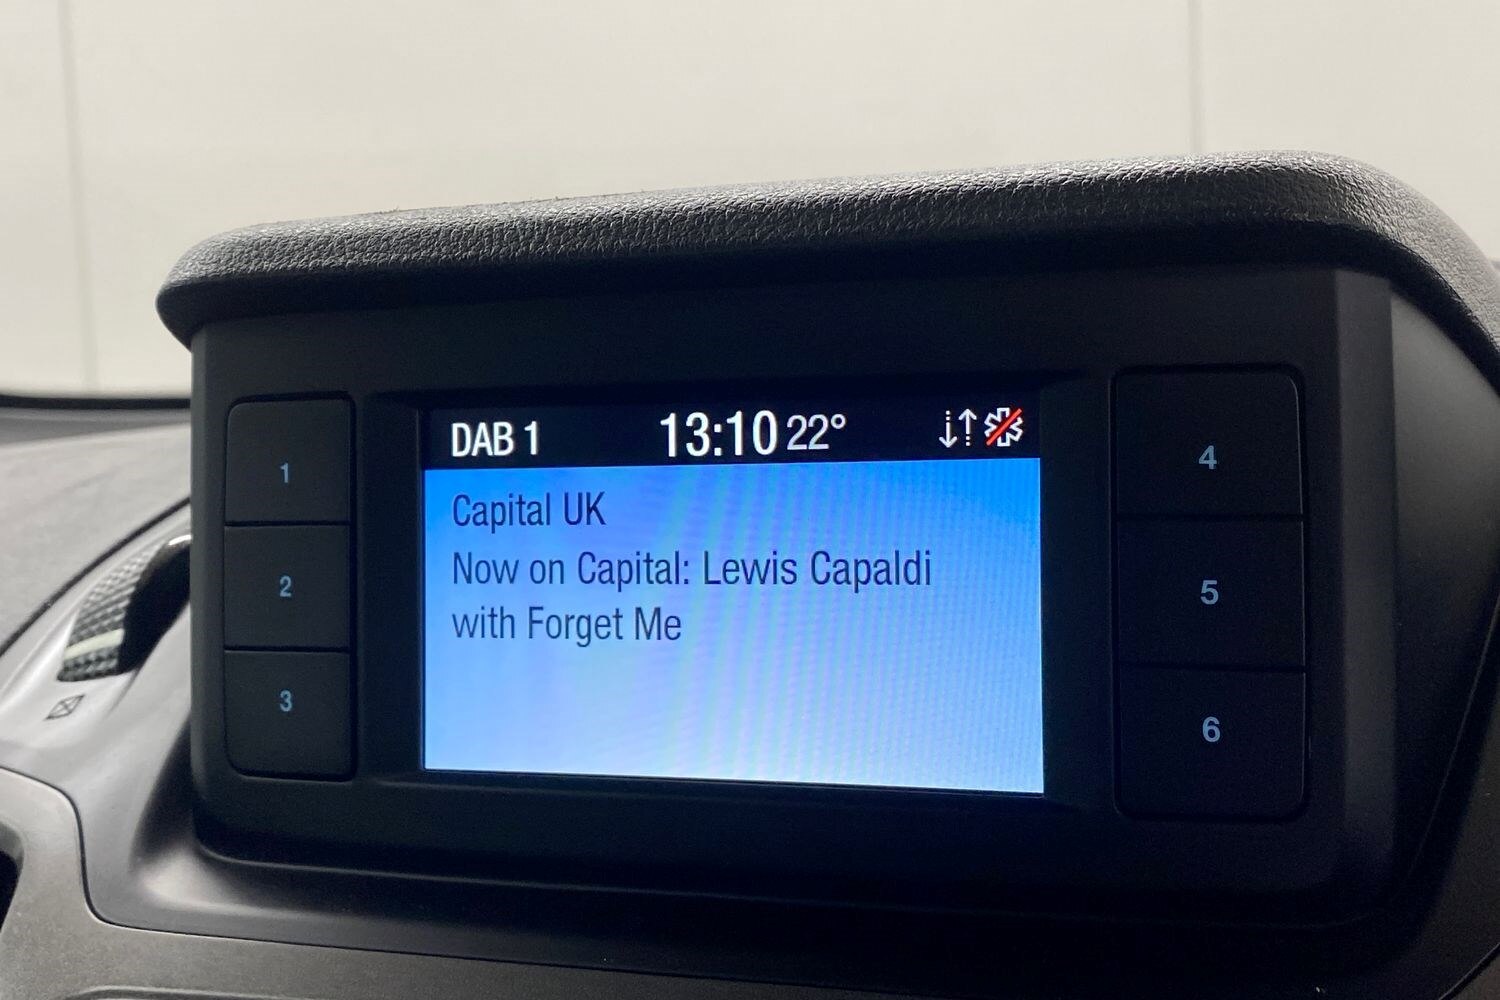 DAB 1 13:10 22°
Capital UK
Now on Capital: Lewis Capaldi
with Forget Me
1
2
3
4
5
6